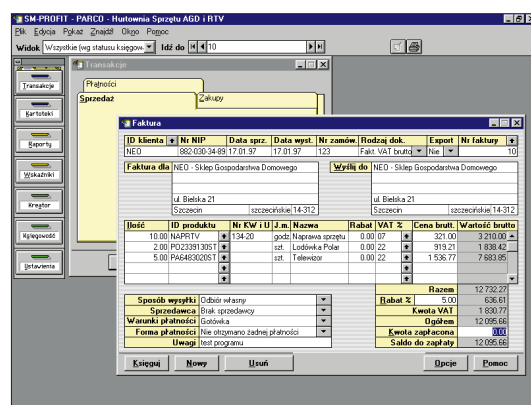 SM-PROFIT - PARCO - Hurtownia Sprzętu AGD i RTV
Plik Edycja Pokaż Znajdź Okno Pomoc
Widok Wszystkie (wg statusu księgow. Idź do 10
Transakcje
Kartoteki
Raporty
Wskaźniki
Kreator
Księgowość
Ustawienia
Transakcje
Płatności
Sprzedaż Zakupy
Faktura
ID klienta Nr NIP Data sprz. Data wyst. Nr zamów. Rodzaj dok. Export Nr faktury
NEO 882-030-34-89 17.01.97 17.01.97 123 Fakt. VAT brutto Nie 10
Faktura dla NEO - Sklep Gospodarstwa Domowego Wyślij do NEO - Sklep Gospodarstwa Domowego
ul. Bielska 21 ul. Bielska 21
Szczecin szczecińskie 14-312 Szczecin szczecińskie 14-312
Ilość ID produktu Nr KW i U J.m. Nazwa Rabat VAT % Cena brutt. Wartość brutto
10.00 NAPRTV 134-20 godz. Naprawa sprzętu 0.00 07 321.00 3 210.00
2.00 PO2339130ST szt. Lodówka Polar 0.00 22 919.21 1 838.42
5.00 PA6483020ST szt. Telewizor 0.00 22 1 536.77 7 683.85
Razem 12 732.27
Sposób wysyłki Odbiór własny Rabat % 5.00 636.61
Sprzedawca Brak sprzedawcy Kwota VAT 1 830.77
Warunki płatności Gotówka Ogółem 12 095.66
Forma płatności Nie otrzymano żadnej płatności Kwota zapłacona 0.00
Uwagi test programu Saldo do zapłaty 12 095.66
Księguj Nowy Usuń Opcje Pomoc